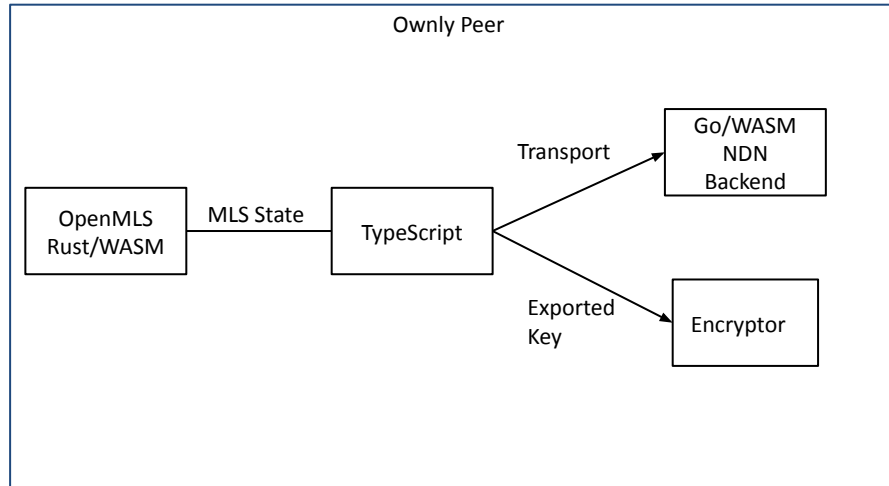 Ownly Peer
OpenMLS
Rust/WASM
MLS State
TypeScript
Transport
Go/WASM
NDN
Backend
Exported
Key
Encryptor